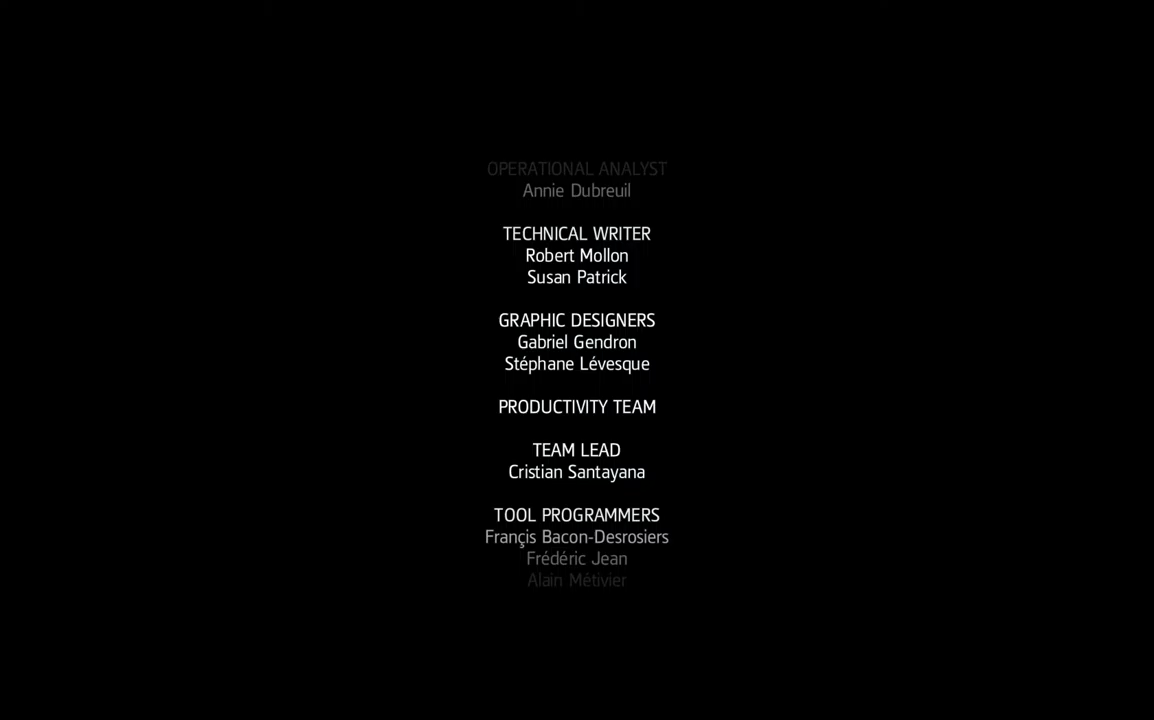 OPERATIONAL ANALYST
Annie Dubreuil
TECHNICAL WRITER
Robert Mollon
Susan Patrick
GRAPHIC DESIGNERS
Gabriel Gendron
Stéphane Lévesque
PRODUCTIVITY TEAM
TEAM LEAD
Cristian Santayana
TOOL PROGRAMMERS
Françis Bacon-Desrosiers
Frédéric Jean
Alain Métivier